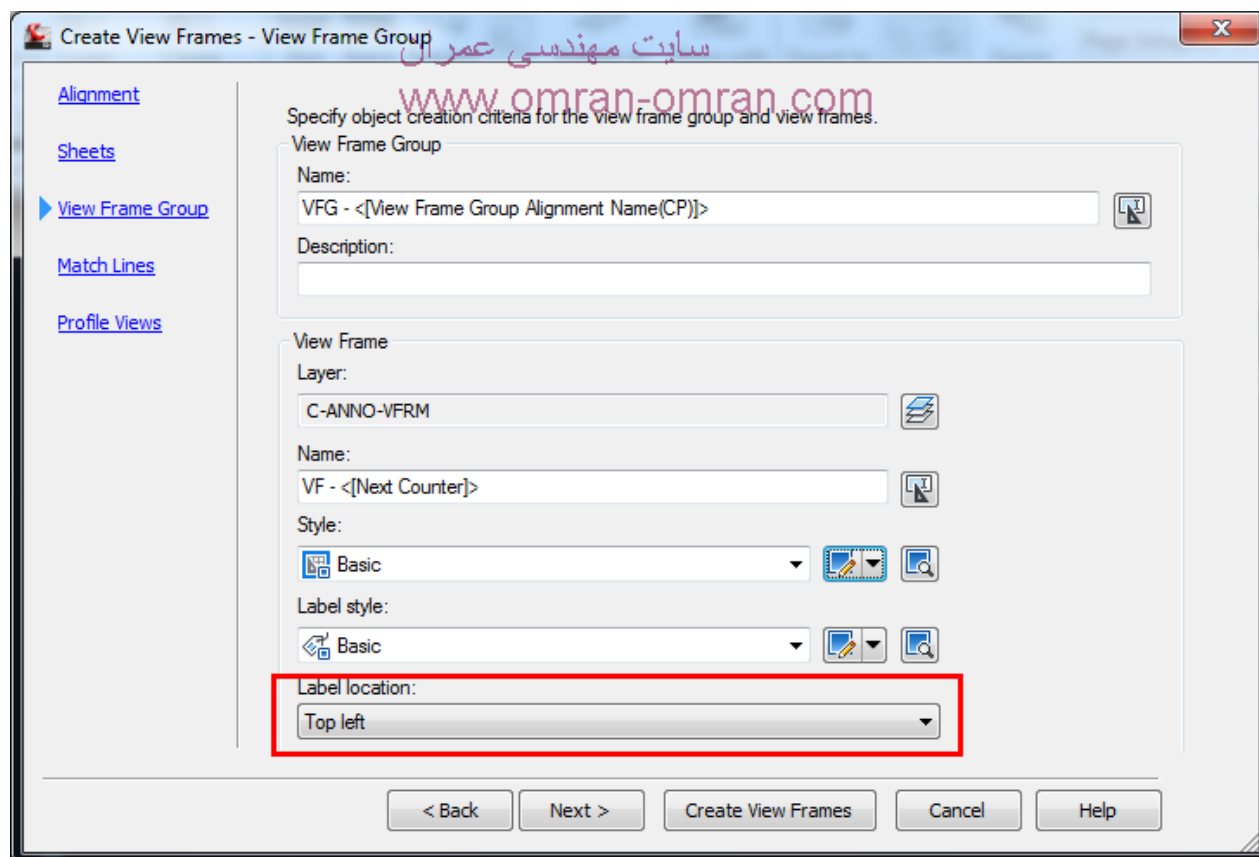 Create View Frames - View Frame Group
سایت مهندسی عمران
www.omran-omran.com
Alignment
Sheets
View Frame Group
Match Lines
Profile Views
Specify object creation criteria for the view frame group and view frames.
View Frame Group
Name:
VFG - <[View Frame Group Alignment Name(CP)]>
Description:
View Frame
Layer:
C-ANNO-VFRM
Name:
VF - <[Next Counter]>
Style:
Basic
Label style:
Basic
Label location:
Top left
< Back Next > Create View Frames Cancel Help